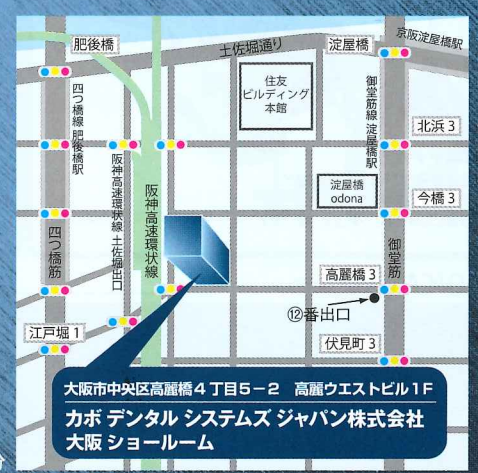 肥後橋
土佐堀通り
淀屋橋
京阪淀屋橋駅
住友
ビルディング
本館
四つ橋線 肥後橋駅
御堂筋線 淀屋橋駅
北浜 3
阪神高速環状線 土佐堀出口
阪神高速環状線
淀屋橋
odona
今橋 3
四つ橋筋
御堂筋
高麗橋 3
⑫番出口
江戸堀 1
伏見町 3
大阪市中央区高麗橋4丁目5−2 高麗ウエストビル1F
カボ デンタル システムズ ジャパン株式会社
大阪 ショールーム